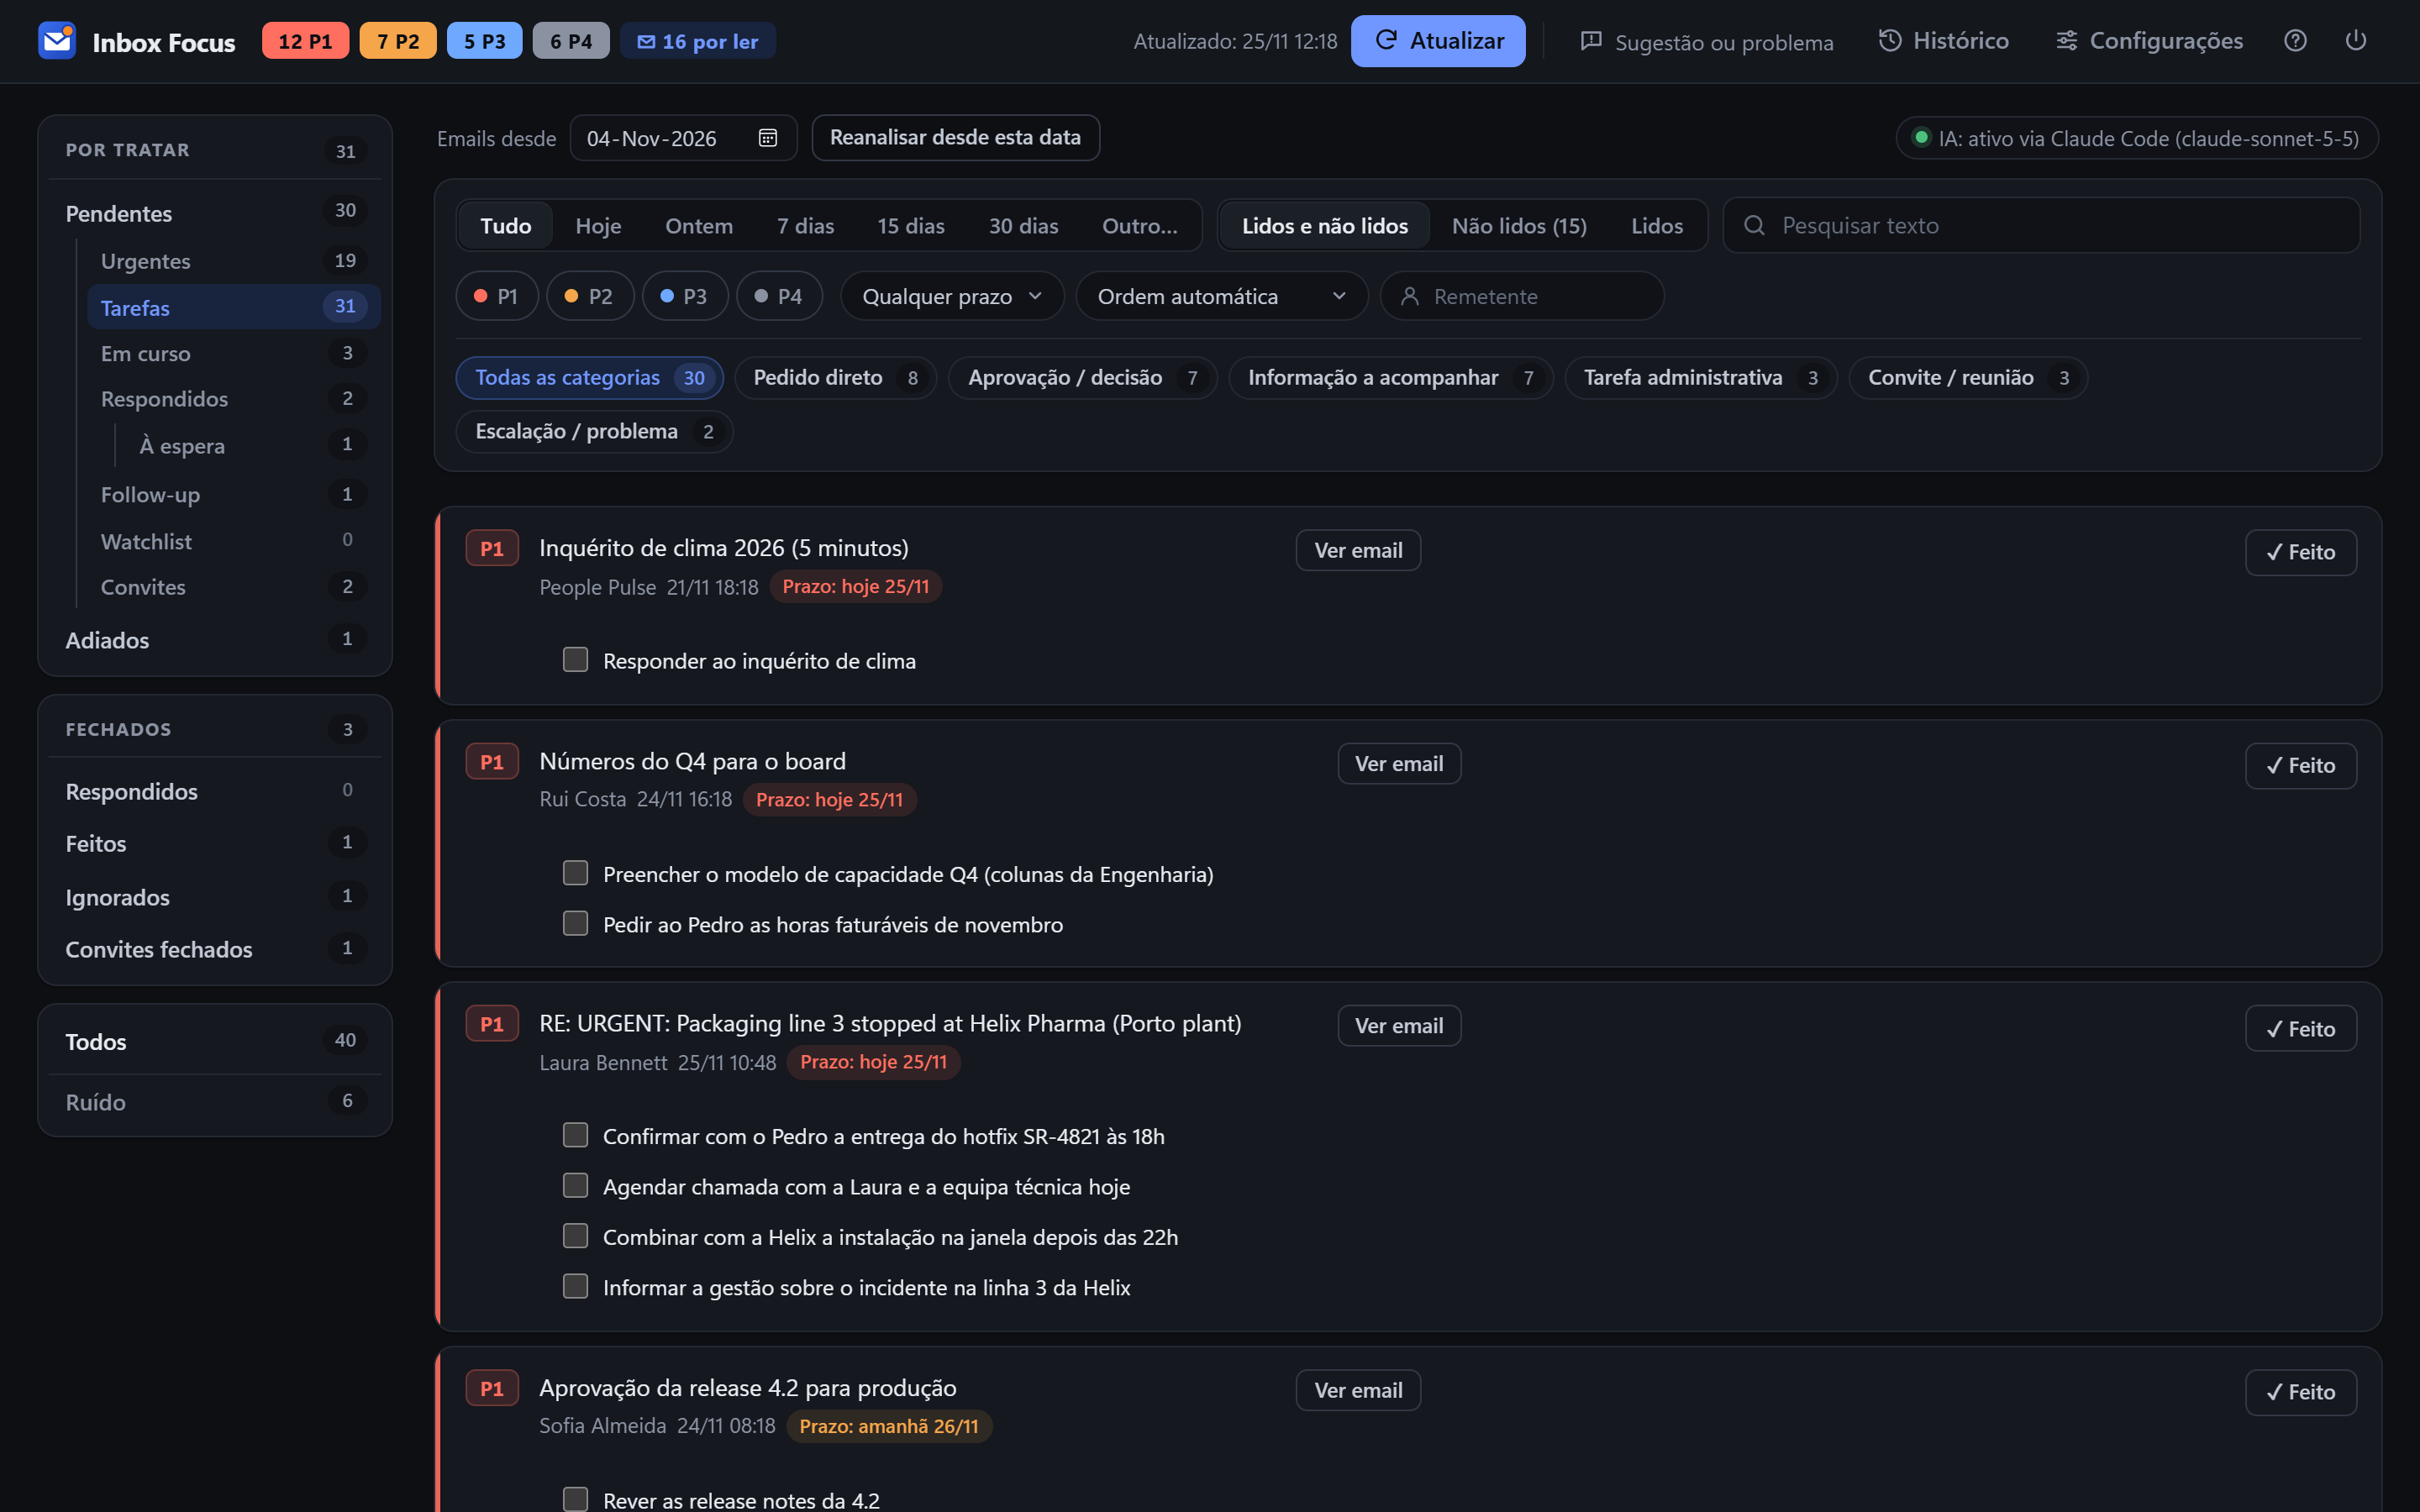 Inbox Focus 12 P1 7 P2 5 P3 6 P4 16 por ler Atualizado: 25/11 12:18 Atualizar Sugestão ou problema Histórico Configurações
POR TRATAR 31
Pendentes 30
Urgentes 19
Tarefas 31
Em curso 3
Respondidos 2
À espera 1
Follow-up 1
Watchlist 0
Convites 2
Adiados 1
FECHADOS 3
Respondidos 0
Feitos 1
Ignorados 1
Convites fechados 1
Todos 40
Ruído 6
Emails desde 04-Nov-2026 Reanalisar desde esta data IA: ativo via Claude Code (claude-sonnet-5-5)
Tudo Hoje Ontem 7 dias 15 dias 30 dias Outro... Lidos e não lidos Não lidos (15) Lidos Pesquisar texto
P1 P2 P3 P4 Qualquer prazo Ordem automática Remetente
Todas as categorias 30 Pedido direto 8 Aprovação / decisão 7 Informação a acompanhar 7 Tarefa administrativa 3 Convite / reunião 3
Escalação / problema 2
P1 Inquérito de clima 2026 (5 minutos) Ver email ✓ Feito
People Pulse 21/11 18:18 Prazo: hoje 25/11
Responder ao inquérito de clima
P1 Números do Q4 para o board Ver email ✓ Feito
Rui Costa 24/11 16:18 Prazo: hoje 25/11
Preencher o modelo de capacidade Q4 (colunas da Engenharia)
Pedir ao Pedro as horas faturáveis de novembro
P1 RE: URGENT: Packaging line 3 stopped at Helix Pharma (Porto plant) Ver email ✓ Feito
Laura Bennett 25/11 10:48 Prazo: hoje 25/11
Confirmar com o Pedro a entrega do hotfix SR-4821 às 18h
Agendar chamada com a Laura e a equipa técnica hoje
Combinar com a Helix a instalação na janela depois das 22h
Informar a gestão sobre o incidente na linha 3 da Helix
P1 Aprovação da release 4.2 para produção Ver email ✓ Feito
Sofia Almeida 24/11 08:18 Prazo: amanhã 26/11
Rever as release notes da 4.2